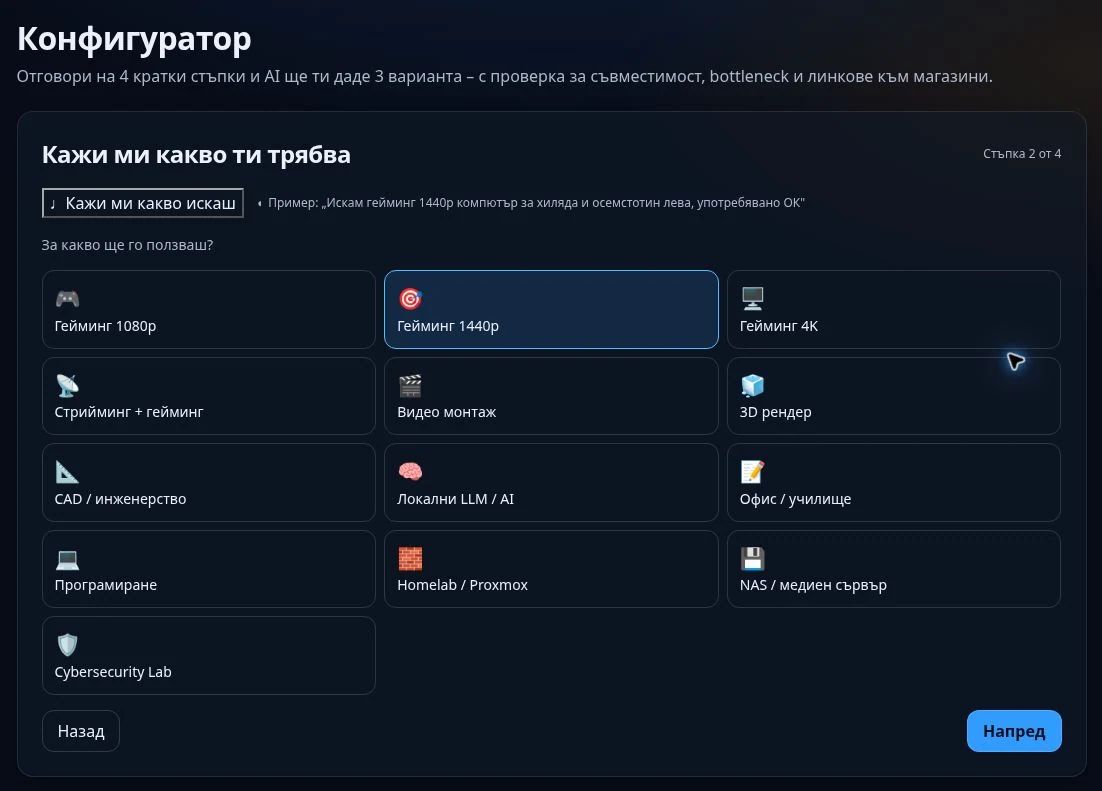 Конфигуратор
Отговори на 4 кратки стъпки и AI ще ти даде 3 варианта – с проверка за съвместимост, bottleneck и линкове към магазини.
Кажи ми какво ти трябва
Стъпка 2 от 4
Кажи ми какво искаш
Пример: „Искам гейминг 1440p компютър за хиляда и осемстотин лева, употребявано ОК"
За какво ще го ползваш?
Гейминг 1080p
Гейминг 1440p
Гейминг 4K
Стрийминг + гейминг
Видео монтаж
3D рендер
CAD / инженерство
Локални LLM / AI
Офис / училище
Програмиране
Homelab / Proxmox
NAS / медиен сървър
Cybersecurity Lab
Назад
Напред